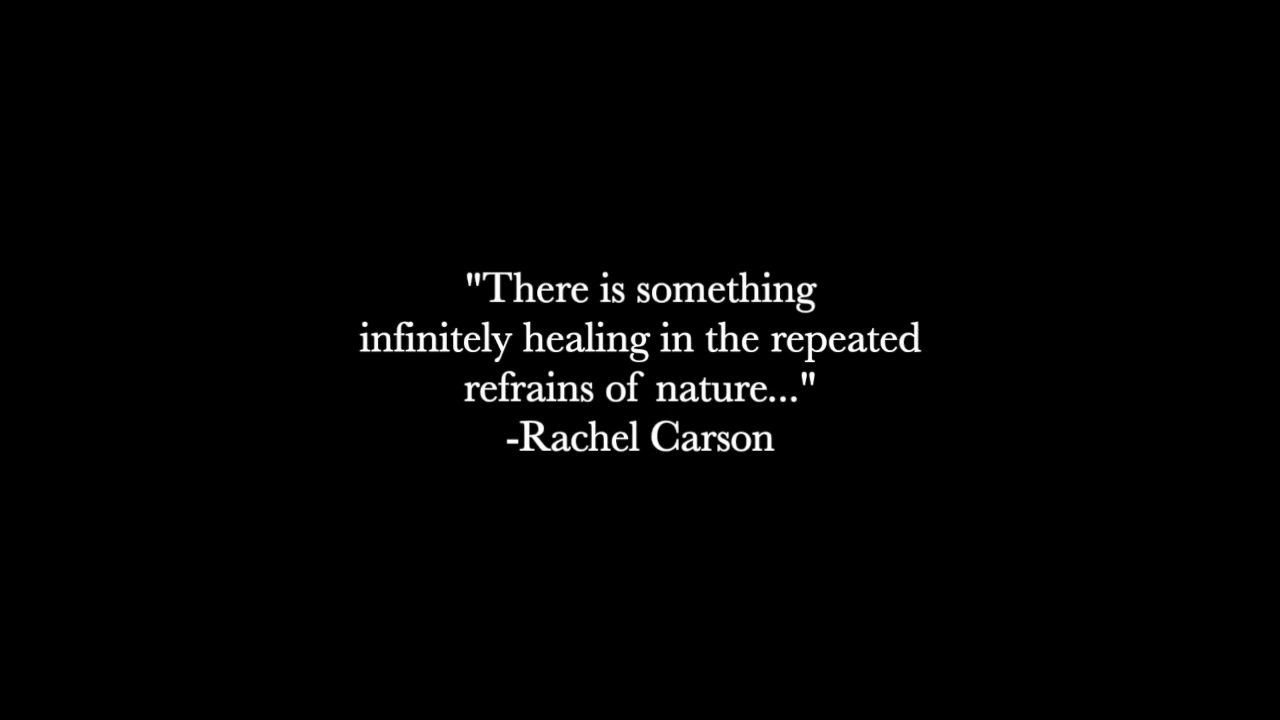 "There is something
infinitely healing in the repeated
refrains of nature..."
-Rachel Carson